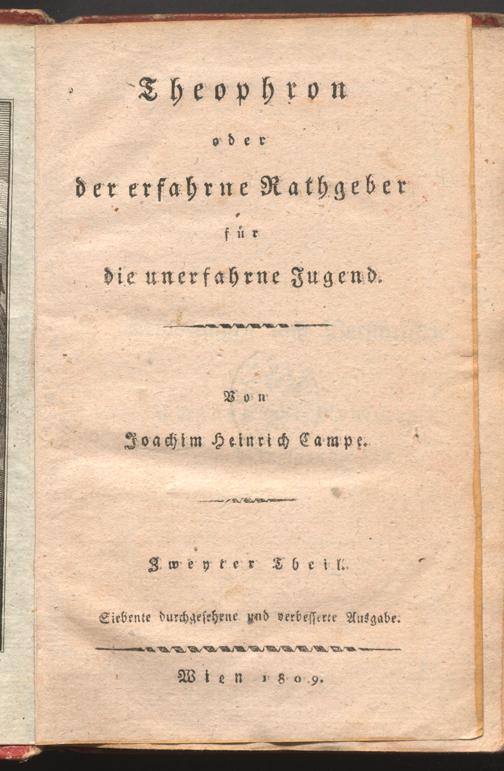 Theophron
oder
der erfahrne Rathgeber
für
die unerfahrne Jugend.
Von
Joachim Heinrich Campe.
Zweyter Theil.
Siebente durchgesehrne und verbesserte Ausgabe.
Wien 1809.